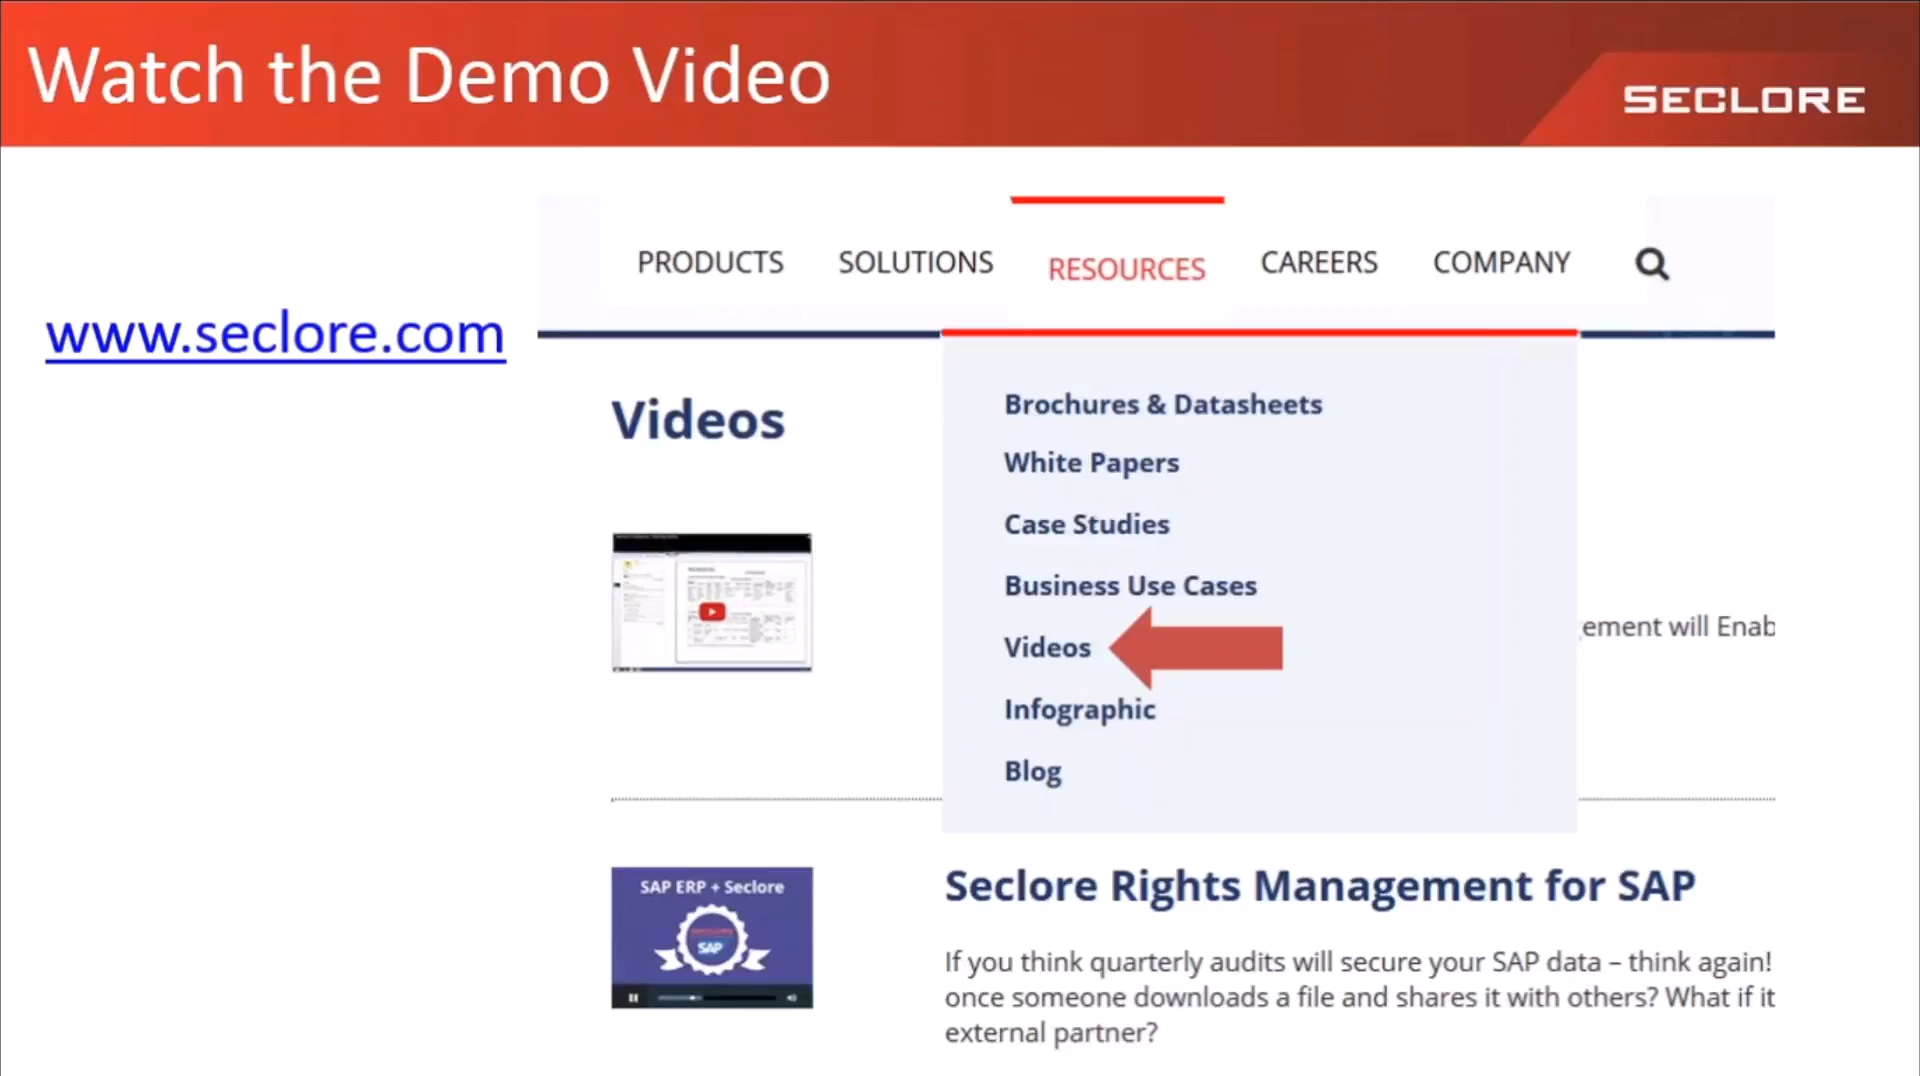 Watch the Demo Video
SECLORE
PRODUCTS SOLUTIONS RESOURCES CAREERS COMPANY
www.seclore.com
Videos
Brochures & Datasheets
White Papers
Case Studies
Business Use Cases
Videos
Infographic
Blog
ement will Enab
SAP ERP + Seclore
SAP
Seclore Rights Management for SAP
If you think quarterly audits will secure your SAP data – think again!
once someone downloads a file and shares it with others? What if it
external partner?